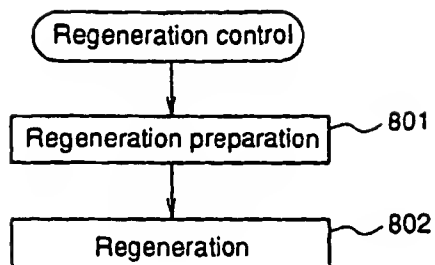 Regeneration control
Regeneration preparation
801
Regeneration
802